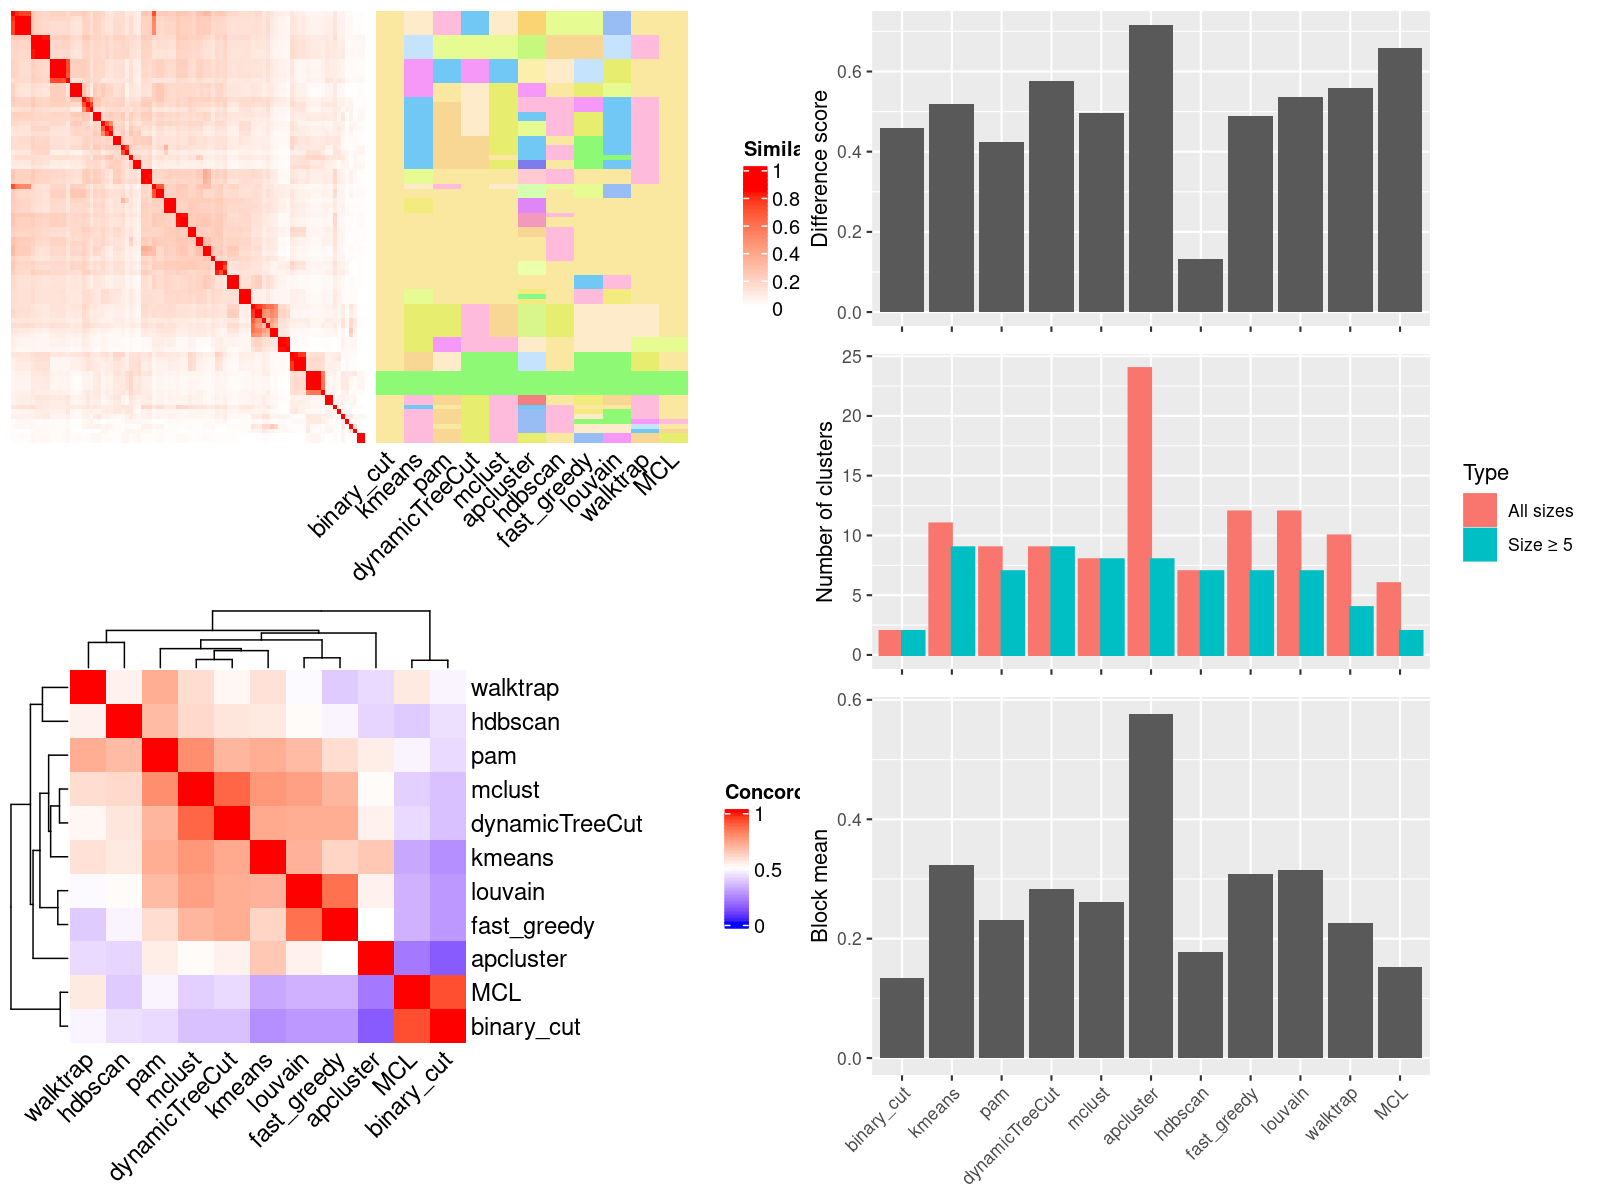 Simila
1
0.8
0.6
0.4
0.2
0
binary_cut
kmeans
pam
dynamicTreeCut
mclust
apcluster
hdbscan
fast_greedy
louvain
walktrap
MCL
Concord
1
0.5
0
walktrap
hdbscan
pam
mclust
dynamicTreeCut
kmeans
louvain
fast_greedy
apcluster
MCL
binary_cut
walktrap
hdbscan
pam
mclust
dynamicTreeCut
kmeans
louvain
fast_greedy
apcluster
MCL
binary_cut
Difference score
0.6
0.4
0.2
0.0
Number of clusters
25
20
15
10
5
0
Type
All sizes
Size ≥ 5
Block mean
0.6
0.4
0.2
0.0
binary_cut
kmeans
pam
dynamicTreeCut
mclust
apcluster
hdbscan
fast_greedy
louvain
walktrap
MCL